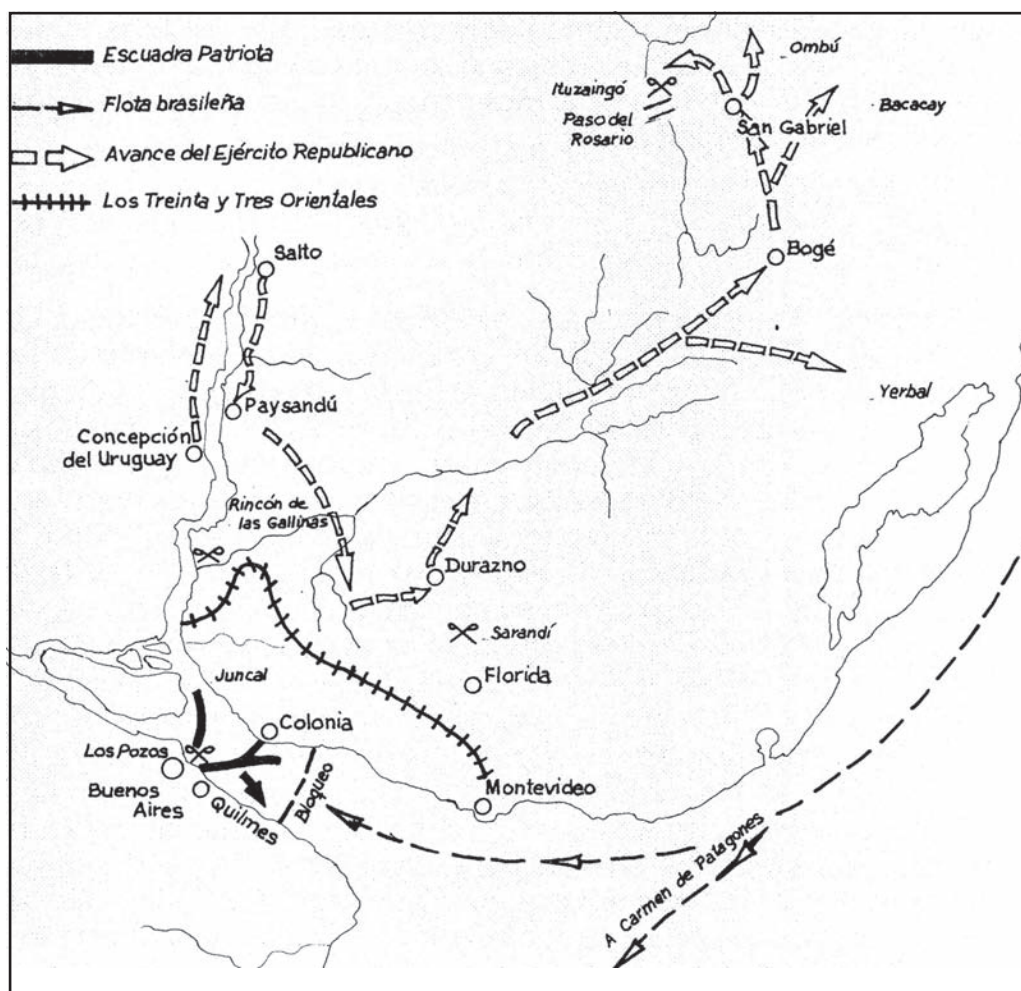 Escuadra Patriota
Flota brasileña
Avance del Ejército Republicano
Los Treinta y Tres Orientales
Ombú
Ituzaingó
Bacacay
Paso del
Rosario
San Gabriel
Bogé
Salto
Paysandú
Yerbal
Concepción
del Uruguay
Rincón de
las Gallinas
Durazno
Sarandí
Juncal
Florida
Colonia
Los Pozos
Buenos
Aires
Quilmes
Bloqueo
Montevideo
A Carmen de Patagones